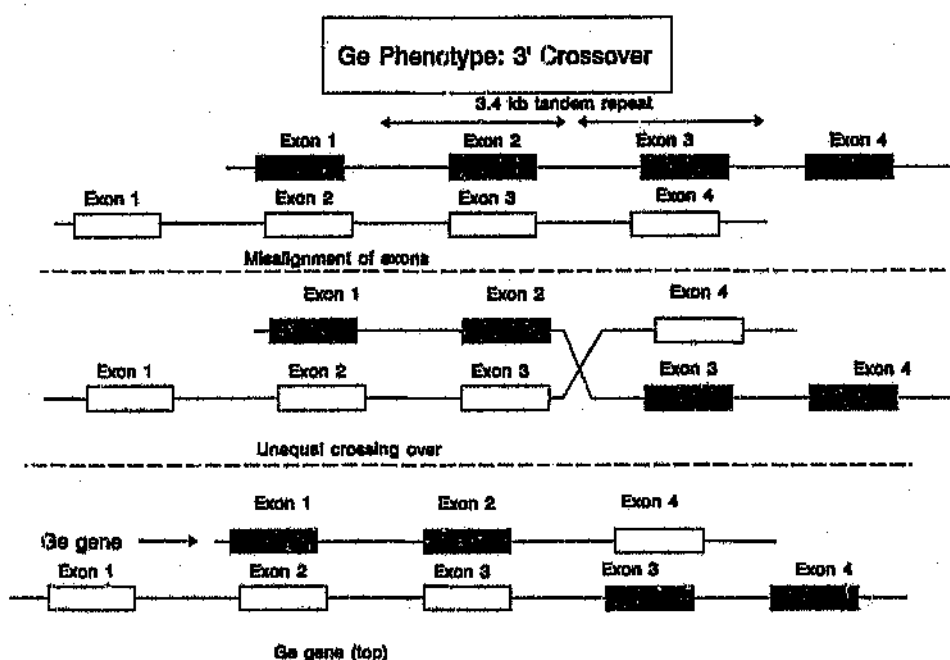 Ge Phenotype: 3' Crossover
3.4 kb tandem repeat
Exon 1 Exon 2 Exon 3 Exon 4
Exon 1 Exon 2 Exon 3 Exon 4
Misalignment of exons
Exon 1 Exon 2 Exon 4
Exon 1 Exon 2 Exon 3 Exon 3 Exon 4
Unequal crossing over
Exon 1 Exon 2 Exon 4
Ge gene
Exon 1 Exon 2 Exon 3 Exon 3 Exon 4
Ge gene (top)